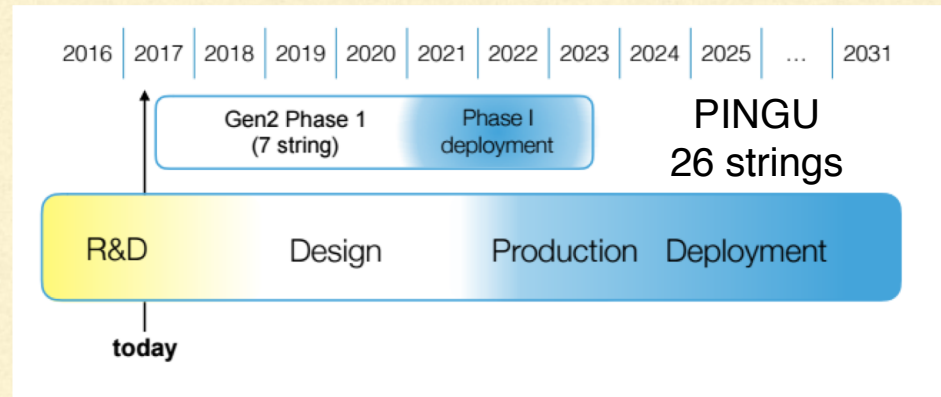 2016 2017 2018 2019 2020 2021 2022 2023 2024 2025 ... 2031
Gen2 Phase 1
(7 string)
Phase I
deployment
PINGU
26 strings
R&D Design Production Deployment
today